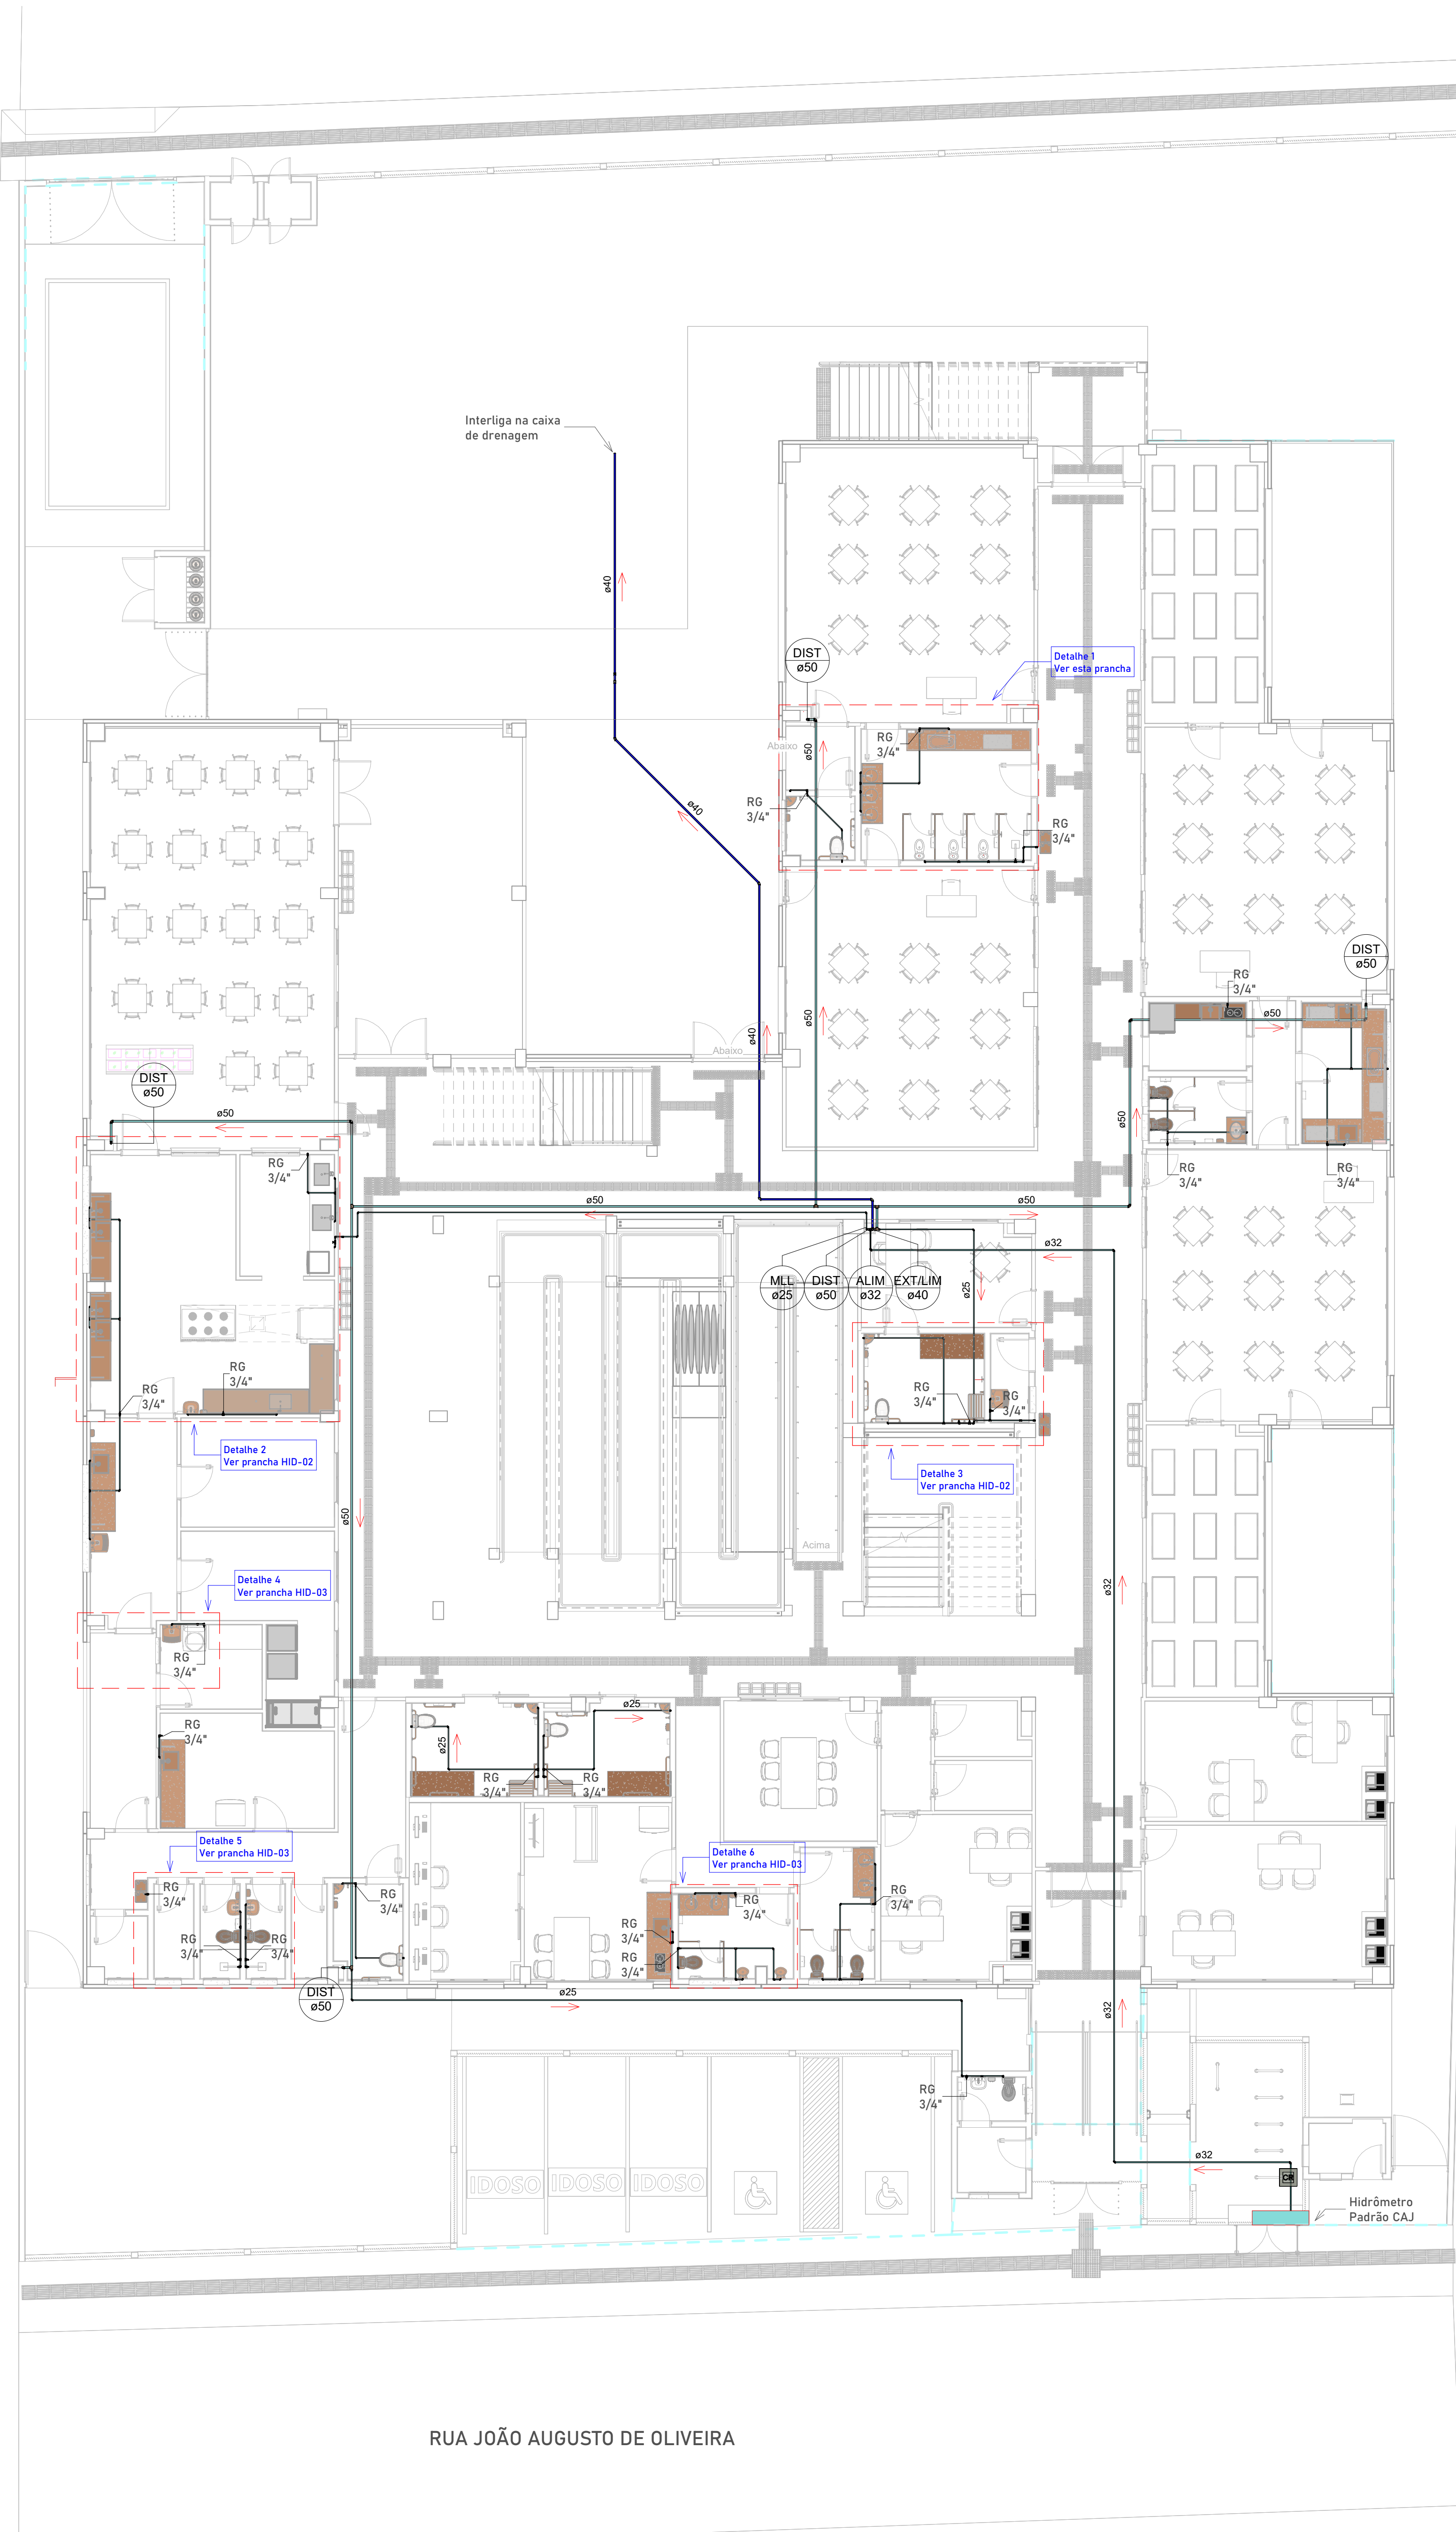 Interliga na caixa
de drenagem
ø40
DIST
ø50
Detalhe 1
Ver esta prancha
Abaixo
ø50
RG
3/4"
ø40
RG
3/4"
RG
3/4"
DIST
ø50
RG
3/4"
ø50
ø50
ø40
Abaixo
DIST
ø50
ø50
ø50
RG
3/4"
RG
3/4"
RG
3/4"
ø50
ø50
ø32
MLL
ø25
DIST
ø50
ALIM
ø32
EXT/LIM
ø40
ø25
RG
3/4"
RG
3/4"
RG
3/4"
RG
3/4"
Detalhe 2
Ver prancha HID-02
Detalhe 3
Ver prancha HID-02
ø50
Acima
Detalhe 4
Ver prancha HID-03
ø32
RG
3/4"
ø25
RG
3/4"
ø25
RG
3/4"
RG
3/4"
Detalhe 5
Ver prancha HID-03
Detalhe 6
Ver prancha HID-03
RG
3/4"
RG
3/4"
RG
3/4"
RG
3/4"
RG
3/4"
RG
3/4"
RG
3/4"
RG
3/4"
DIST
ø50
ø25
ø32
RG
3/4"
ø32
CR
IDOSO
IDOSO
IDOSO
Hidrômetro
Padrão CAJ
RUA JOÃO AUGUSTO DE OLIVEIRA